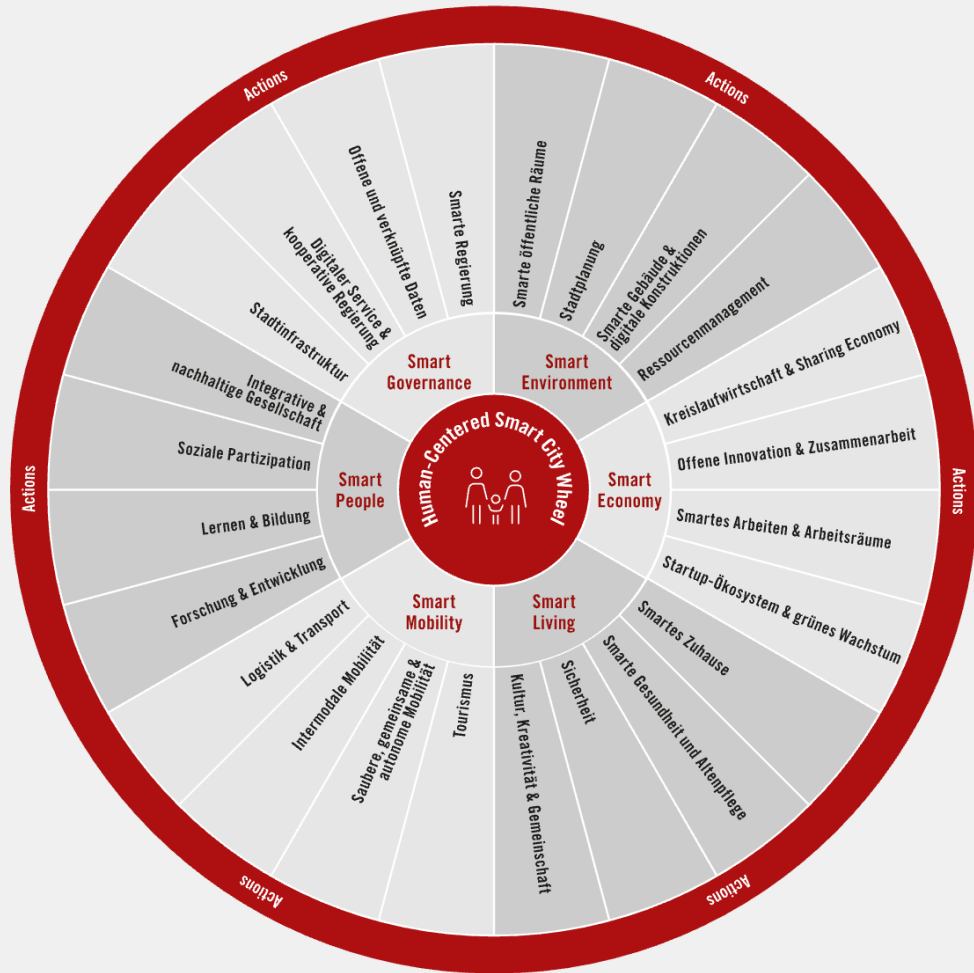 Human-Centered Smart City Wheel
Smart
Environment
Smarte öffentliche Räume
Stadtplanung
Smarte Gebäude &
digitale Konstruktionen
Ressourcenmanagement
Actions
Smart
Economy
Kreislaufwirtschaft & Sharing Economy
Offene Innovation & Zusammenarbeit
Smartes Arbeiten & Arbeitsräume
Startup-Ökosystem & grünes Wachstum
Actions
Smart
Living
Smartes Zuhause
Smarte Gesundheit und Altenpflege
Sicherheit
Kultur, Kreativität & Gemeinschaft
Actions
Smart
Mobility
Tourismus
Saubere, gemeinsame &
autonome Mobilität
Intermodale Mobilität
Logistik & Transport
Actions
Smart
People
Forschung & Entwicklung
Lernen & Bildung
Soziale Partizipation
Integrative &
nachhaltige Gesellschaft
Actions
Smart
Governance
Stadtinfrastruktur
Digitaler Service &
kooperative Regierung
Offene und verknüpfte Daten
Smarte Regierung
Actions